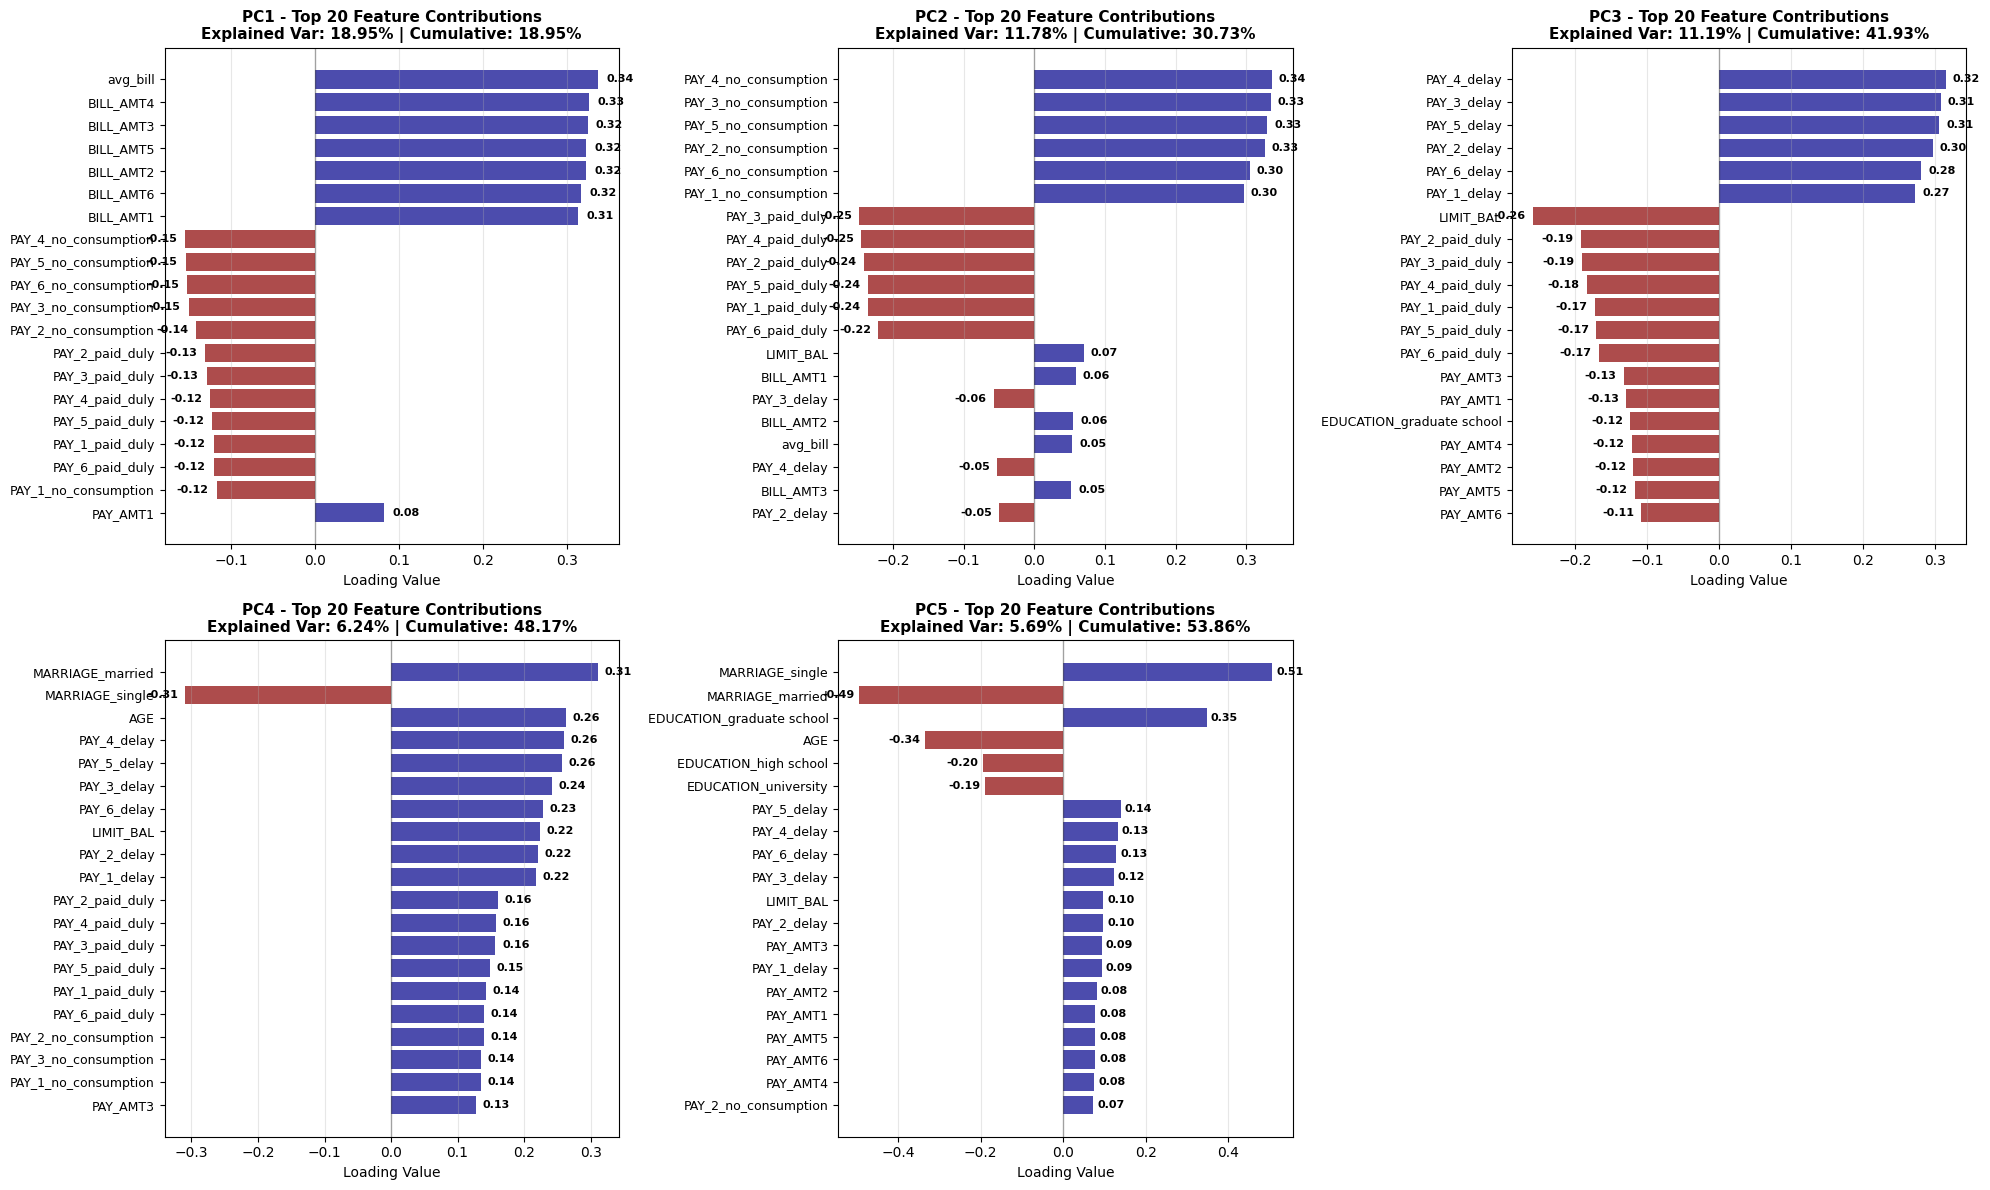 PC1 - Top 20 Feature Contributions
Explained Var: 18.95% | Cumulative: 18.95%
avg_bill 0.34
BILL_AMT4 0.33
BILL_AMT3 0.32
BILL_AMT5 0.32
BILL_AMT2 0.32
BILL_AMT6 0.32
BILL_AMT1 0.31
PAY_4_no_consumption -0.15
PAY_5_no_consumption -0.15
PAY_6_no_consumption -0.15
PAY_3_no_consumption -0.15
PAY_2_no_consumption -0.14
PAY_2_paid_duly -0.13
PAY_3_paid_duly -0.13
PAY_4_paid_duly -0.12
PAY_5_paid_duly -0.12
PAY_1_paid_duly -0.12
PAY_6_paid_duly -0.12
PAY_1_no_consumption -0.12
PAY_AMT1 0.08
−0.1 0.0 0.1 0.2 0.3
Loading Value
PC2 - Top 20 Feature Contributions
Explained Var: 11.78% | Cumulative: 30.73%
PAY_4_no_consumption 0.34
PAY_3_no_consumption 0.33
PAY_5_no_consumption 0.33
PAY_2_no_consumption 0.33
PAY_6_no_consumption 0.30
PAY_1_no_consumption 0.30
PAY_3_paid_duly -0.25
PAY_4_paid_duly -0.25
PAY_2_paid_duly -0.24
PAY_5_paid_duly -0.24
PAY_1_paid_duly -0.24
PAY_6_paid_duly -0.22
LIMIT_BAL 0.07
BILL_AMT1 0.06
PAY_3_delay -0.06
BILL_AMT2 0.06
avg_bill 0.05
PAY_4_delay -0.05
BILL_AMT3 0.05
PAY_2_delay -0.05
−0.2 −0.1 0.0 0.1 0.2 0.3
Loading Value
PC3 - Top 20 Feature Contributions
Explained Var: 11.19% | Cumulative: 41.93%
PAY_4_delay 0.32
PAY_3_delay 0.31
PAY_5_delay 0.31
PAY_2_delay 0.30
PAY_6_delay 0.28
PAY_1_delay 0.27
LIMIT_BAL -0.26
PAY_2_paid_duly -0.19
PAY_3_paid_duly -0.19
PAY_4_paid_duly -0.18
PAY_1_paid_duly -0.17
PAY_5_paid_duly -0.17
PAY_6_paid_duly -0.17
PAY_AMT3 -0.13
PAY_AMT1 -0.13
EDUCATION_graduate school -0.12
PAY_AMT4 -0.12
PAY_AMT2 -0.12
PAY_AMT5 -0.12
PAY_AMT6 -0.11
−0.2 −0.1 0.0 0.1 0.2 0.3
Loading Value
PC4 - Top 20 Feature Contributions
Explained Var: 6.24% | Cumulative: 48.17%
MARRIAGE_married 0.31
MARRIAGE_single -0.31
AGE 0.26
PAY_4_delay 0.26
PAY_5_delay 0.26
PAY_3_delay 0.24
PAY_6_delay 0.23
LIMIT_BAL 0.22
PAY_2_delay 0.22
PAY_1_delay 0.22
PAY_2_paid_duly 0.16
PAY_4_paid_duly 0.16
PAY_3_paid_duly 0.16
PAY_5_paid_duly 0.15
PAY_1_paid_duly 0.14
PAY_6_paid_duly 0.14
PAY_2_no_consumption 0.14
PAY_3_no_consumption 0.14
PAY_1_no_consumption 0.14
PAY_AMT3 0.13
−0.3 −0.2 −0.1 0.0 0.1 0.2 0.3
Loading Value
PC5 - Top 20 Feature Contributions
Explained Var: 5.69% | Cumulative: 53.86%
MARRIAGE_single 0.51
MARRIAGE_married -0.49
EDUCATION_graduate school 0.35
AGE -0.34
EDUCATION_high school -0.20
EDUCATION_university -0.19
PAY_5_delay 0.14
PAY_4_delay 0.13
PAY_6_delay 0.13
PAY_3_delay 0.12
LIMIT_BAL 0.10
PAY_2_delay 0.10
PAY_AMT3 0.09
PAY_1_delay 0.09
PAY_AMT2 0.08
PAY_AMT1 0.08
PAY_AMT5 0.08
PAY_AMT6 0.08
PAY_AMT4 0.08
PAY_2_no_consumption 0.07
−0.4 −0.2 0.0 0.2 0.4
Loading Value